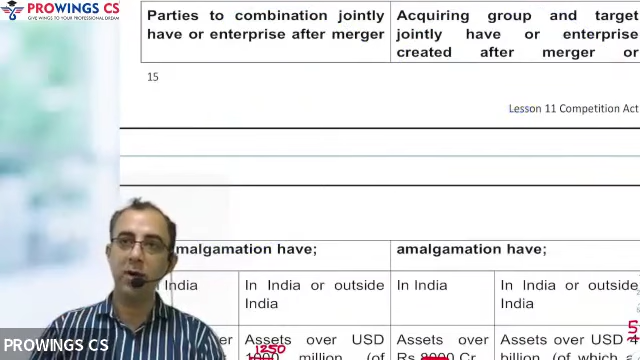 PROWINGS CS
GIVE WINGS TO YOUR PROFESSIONAL DREAM
Parties to combination jointly
have or enterprise after merger
Acquiring group and target
jointly have or enterprise
created after merger or
15
Lesson 11 Competition Act
malgamation have;
amalgamation have;
India
In India or outside
India
In India
In India or outside
India
er
Assets over USD
1250
million (of
Assets over
Rs Cr
Assets over USD
billion (of which
5
PROWINGS CS